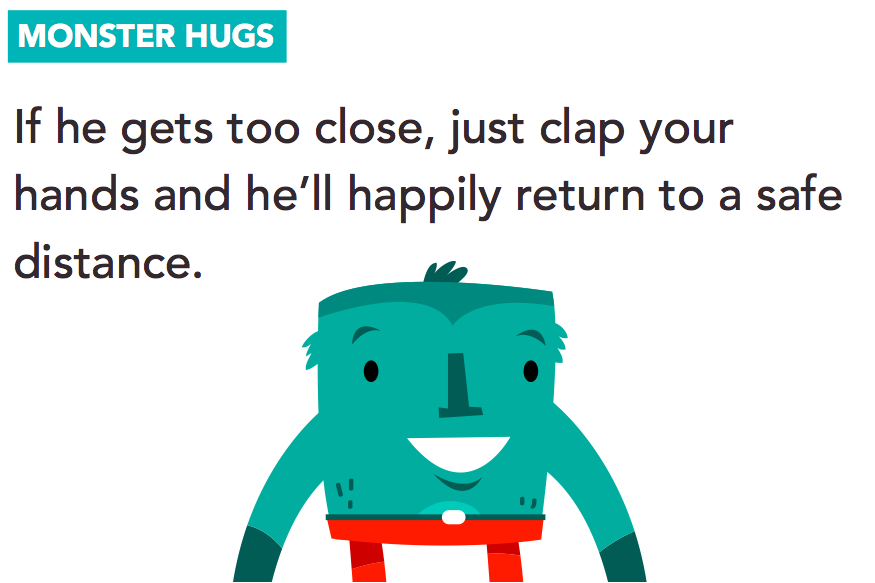 MONSTER HUGS
If he gets too close, just clap your
hands and he’ll happily return to a safe
distance.